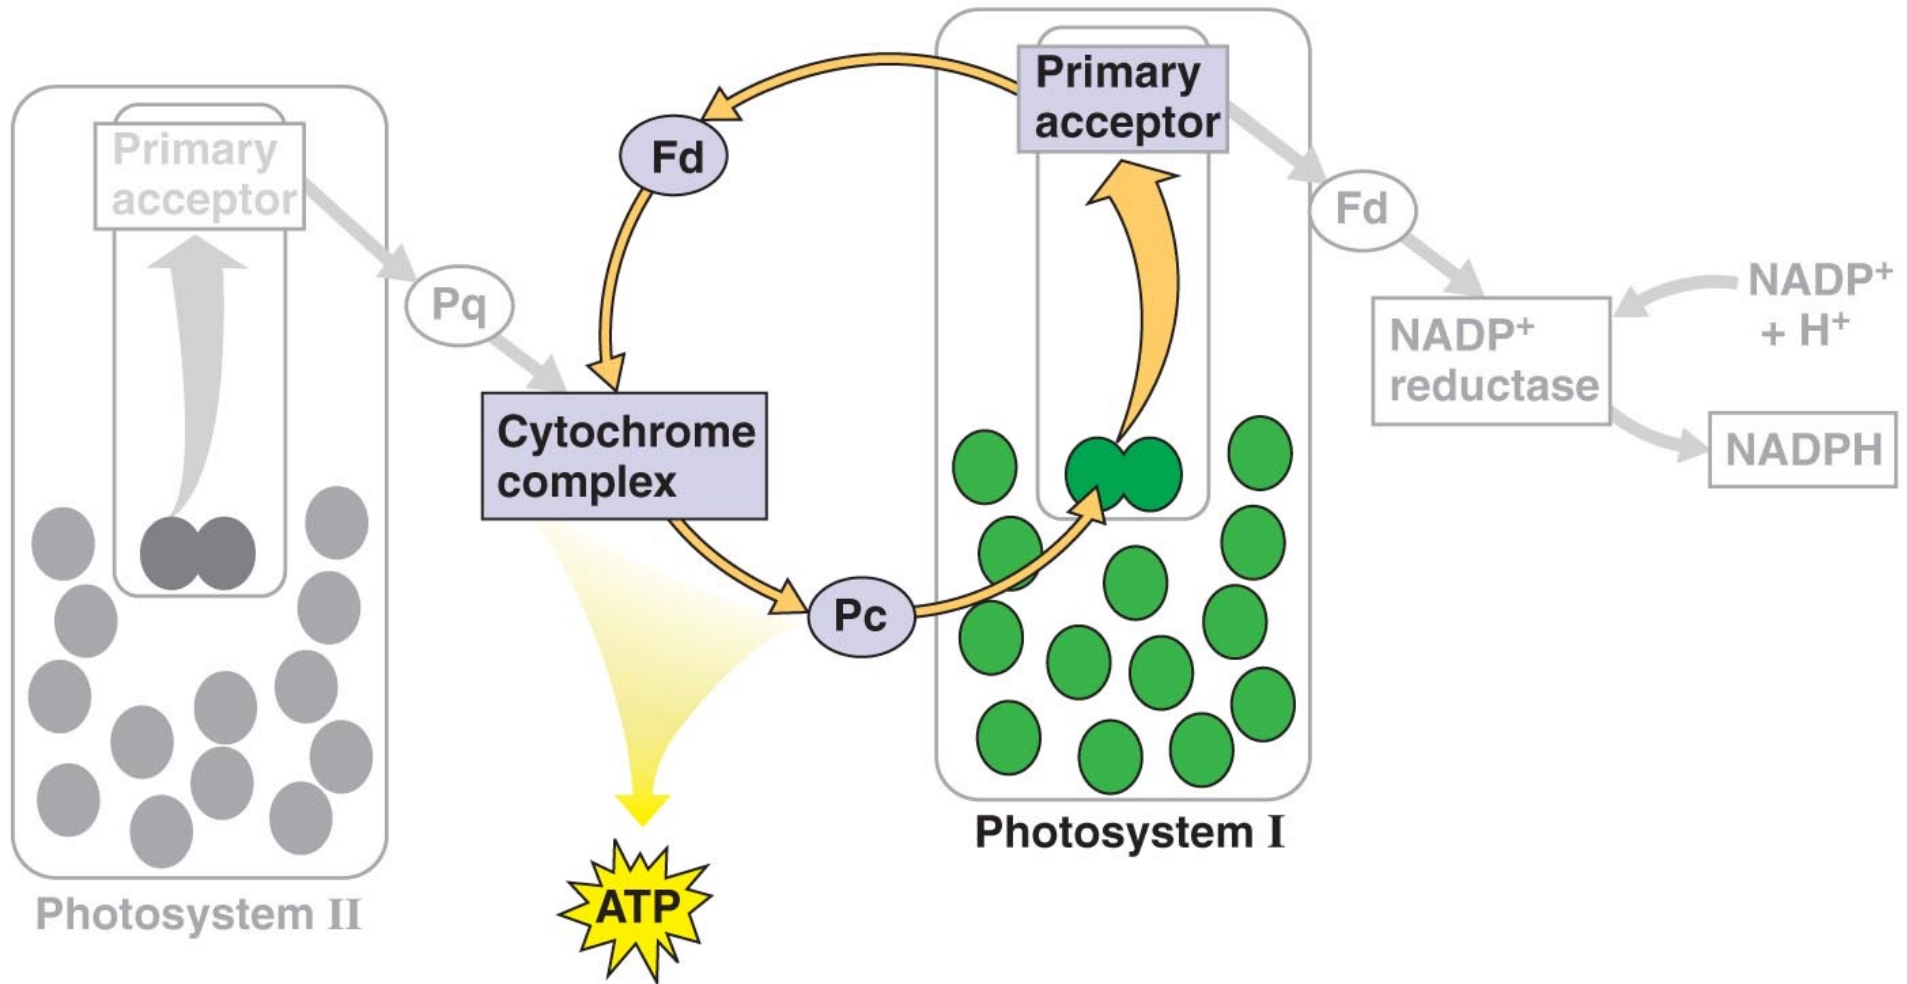 Primary
acceptor
Pq
Photosystem II
Fd
Cytochrome
complex
Pc
ATP
Primary
acceptor
Photosystem I
Fd
NADP⁺
reductase
NADP⁺
+ H⁺
NADPH